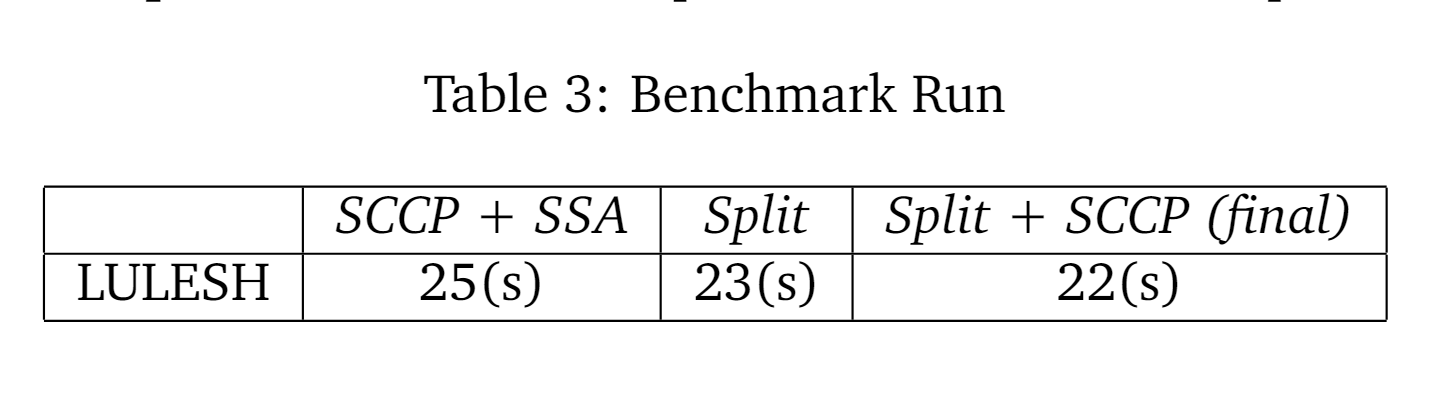 Table 3: Benchmark Run
SCCP + SSA Split Split + SCCP (final)
LULESH 25(s) 23(s) 22(s)